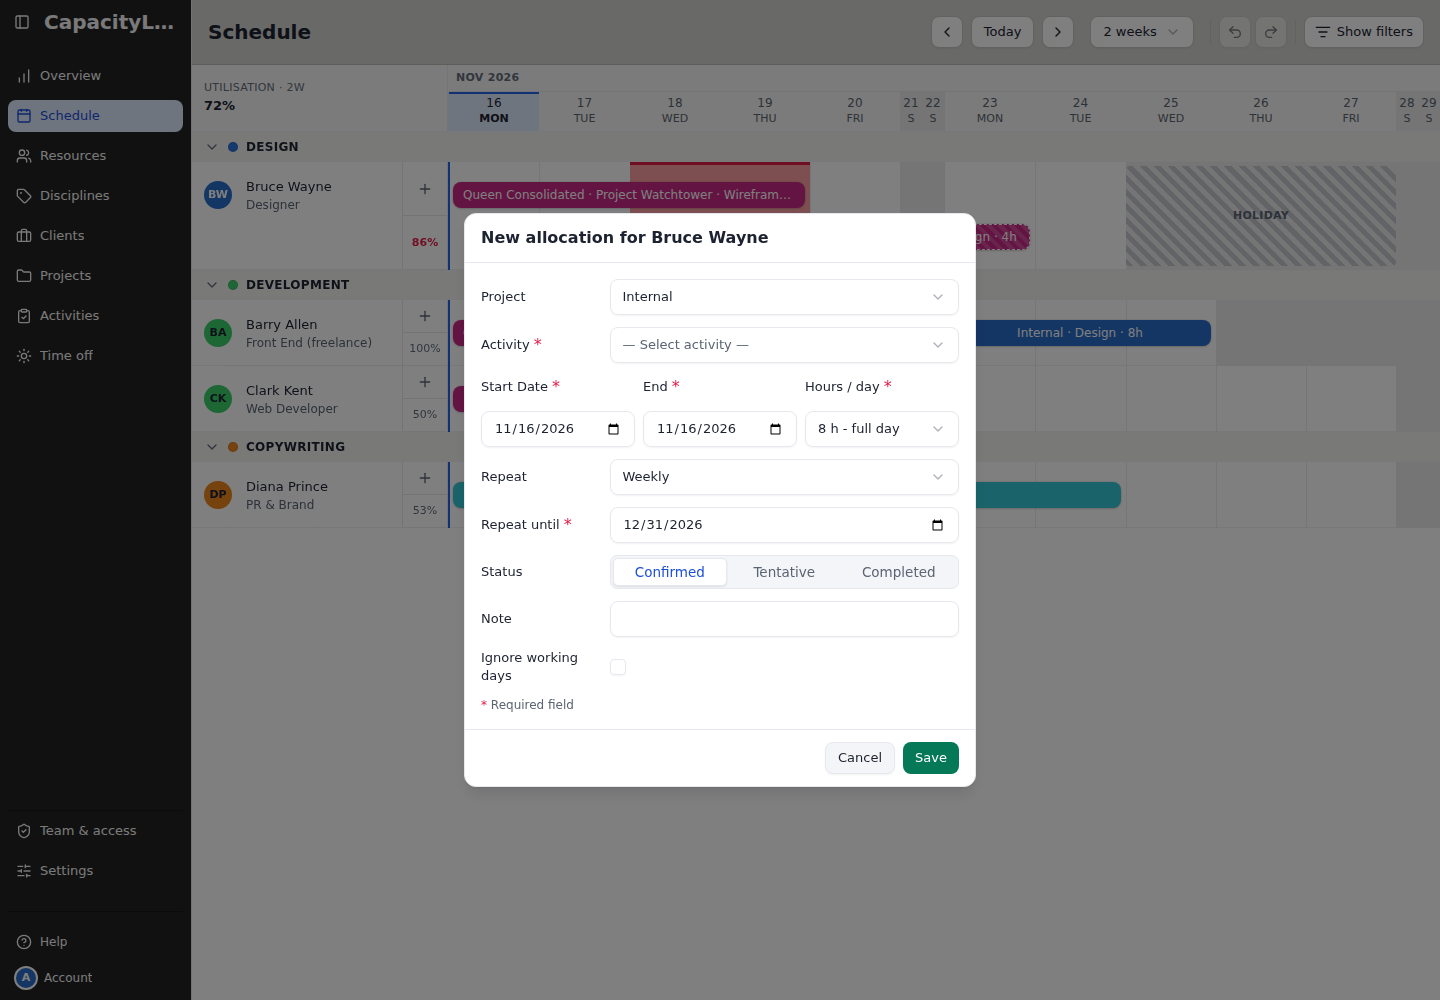 CapacityL…
Overview
Schedule
Resources
Disciplines
Clients
Projects
Activities
Time off
Team & access
Settings
Help
A Account
Schedule
Today
2 weeks
Show filters
UTILISATION · 2W
72%
NOV 2026
16 17 18 19 20 21 22 23 24 25 26 27 28 29
MON TUE WED THU FRI S S MON TUE WED THU FRI S S
DESIGN
BW Bruce Wayne
Designer
86%
Queen Consolidated · Project Watchtower · Wirefram…
· 4h
HOLIDAY
DEVELOPMENT
BA Barry Allen
Front End (freelance)
100%
Internal · Design · 8h
CK Clark Kent
Web Developer
50%
COPYWRITING
DP Diana Prince
PR & Brand
53%
New allocation for Bruce Wayne
Project Internal
Activity * — Select activity —
Start Date * End * Hours / day *
11/16/2026 11/16/2026 8 h - full day
Repeat Weekly
Repeat until * 12/31/2026
Status Confirmed Tentative Completed
Note
Ignore working
days
* Required field
Cancel Save